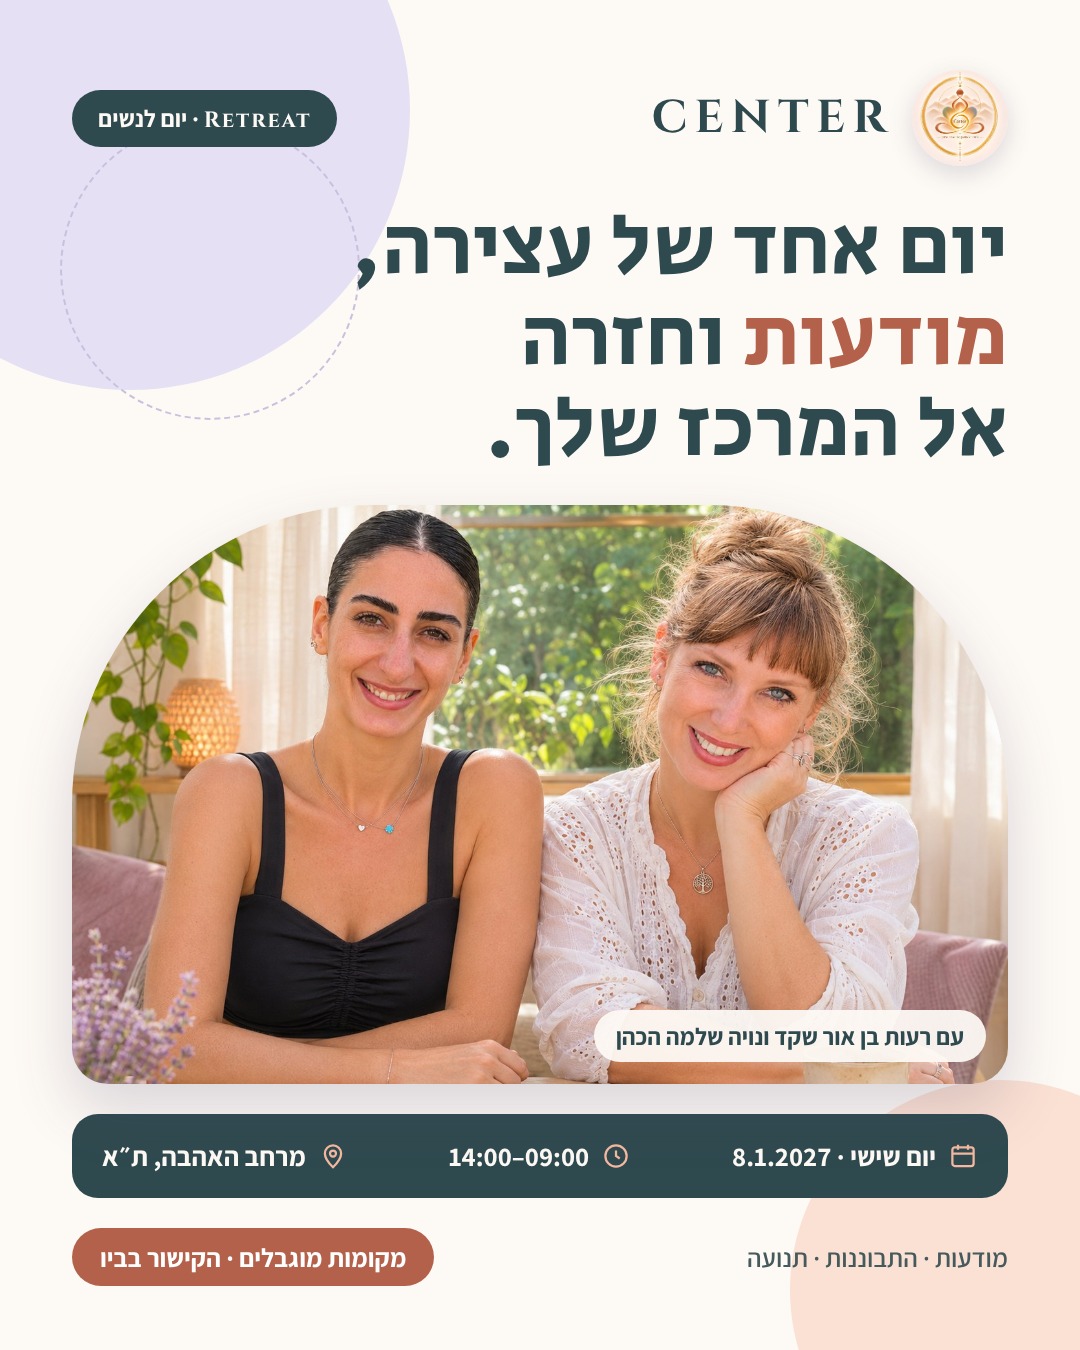 CENTER
Retreat · יום לנשים
יום אחד של עצירה,
מודעות וחזרה
אל המרכז שלך.
עם רעות בן אור שקד ונויה שלמה הכהן
יום שישי · 8.1.2027
14:00–09:00
מרחב האהבה, ת״א
מודעות · התבוננות · תנועה
מקומות מוגבלים · הקישור בביו